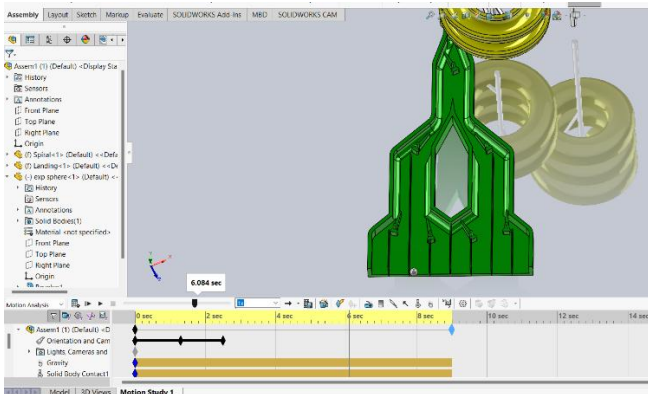 Assembly Layout Sketch Markup Evaluate SOLIDWORKS Add-Ins MBD SOLIDWORKS CAM
Assem1 (1) (Default) <Display Sta
History
Sensors
Annotations
Front Plane
Top Plane
Right Plane
Origin
(f) Spiral<1> (Default) <<Defa
(f) Landing<1> (Default) <<De
(-) exp sphere<1> (Default) <-
History
Sensors
Annotations
Solid Bodies(1)
Material <not specified>
Front Plane
Top Plane
Right Plane
Origin
6.084 sec
Motion Analysis
1x
0 sec 2 sec 4 sec 6 sec 8 sec 10 sec 12 sec 14 sec
Assem1 (1) (Default) <D
Orientation and Cam
Lights, Cameras and
Gravity
Solid Body Contact1
Model 3D Views Motion Study 1